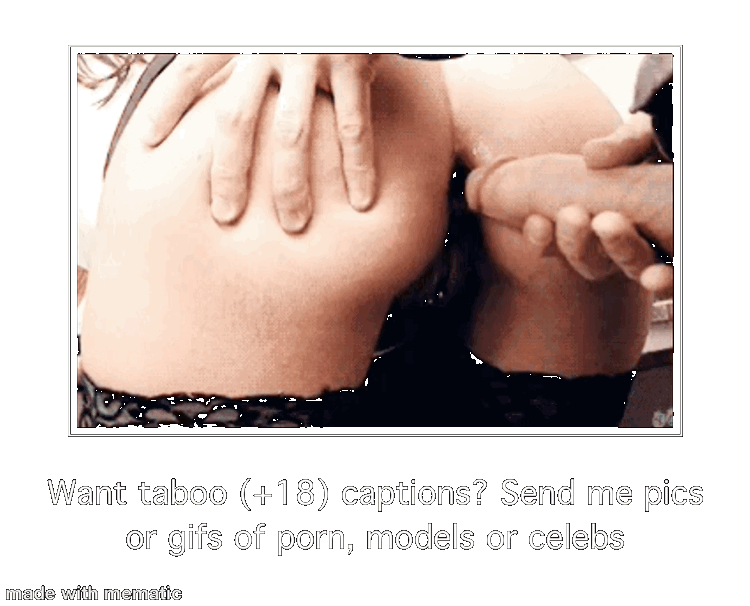 Want taboo (+18) captions? Send me pics
or gifs of porn, models or celebs
made with mematic